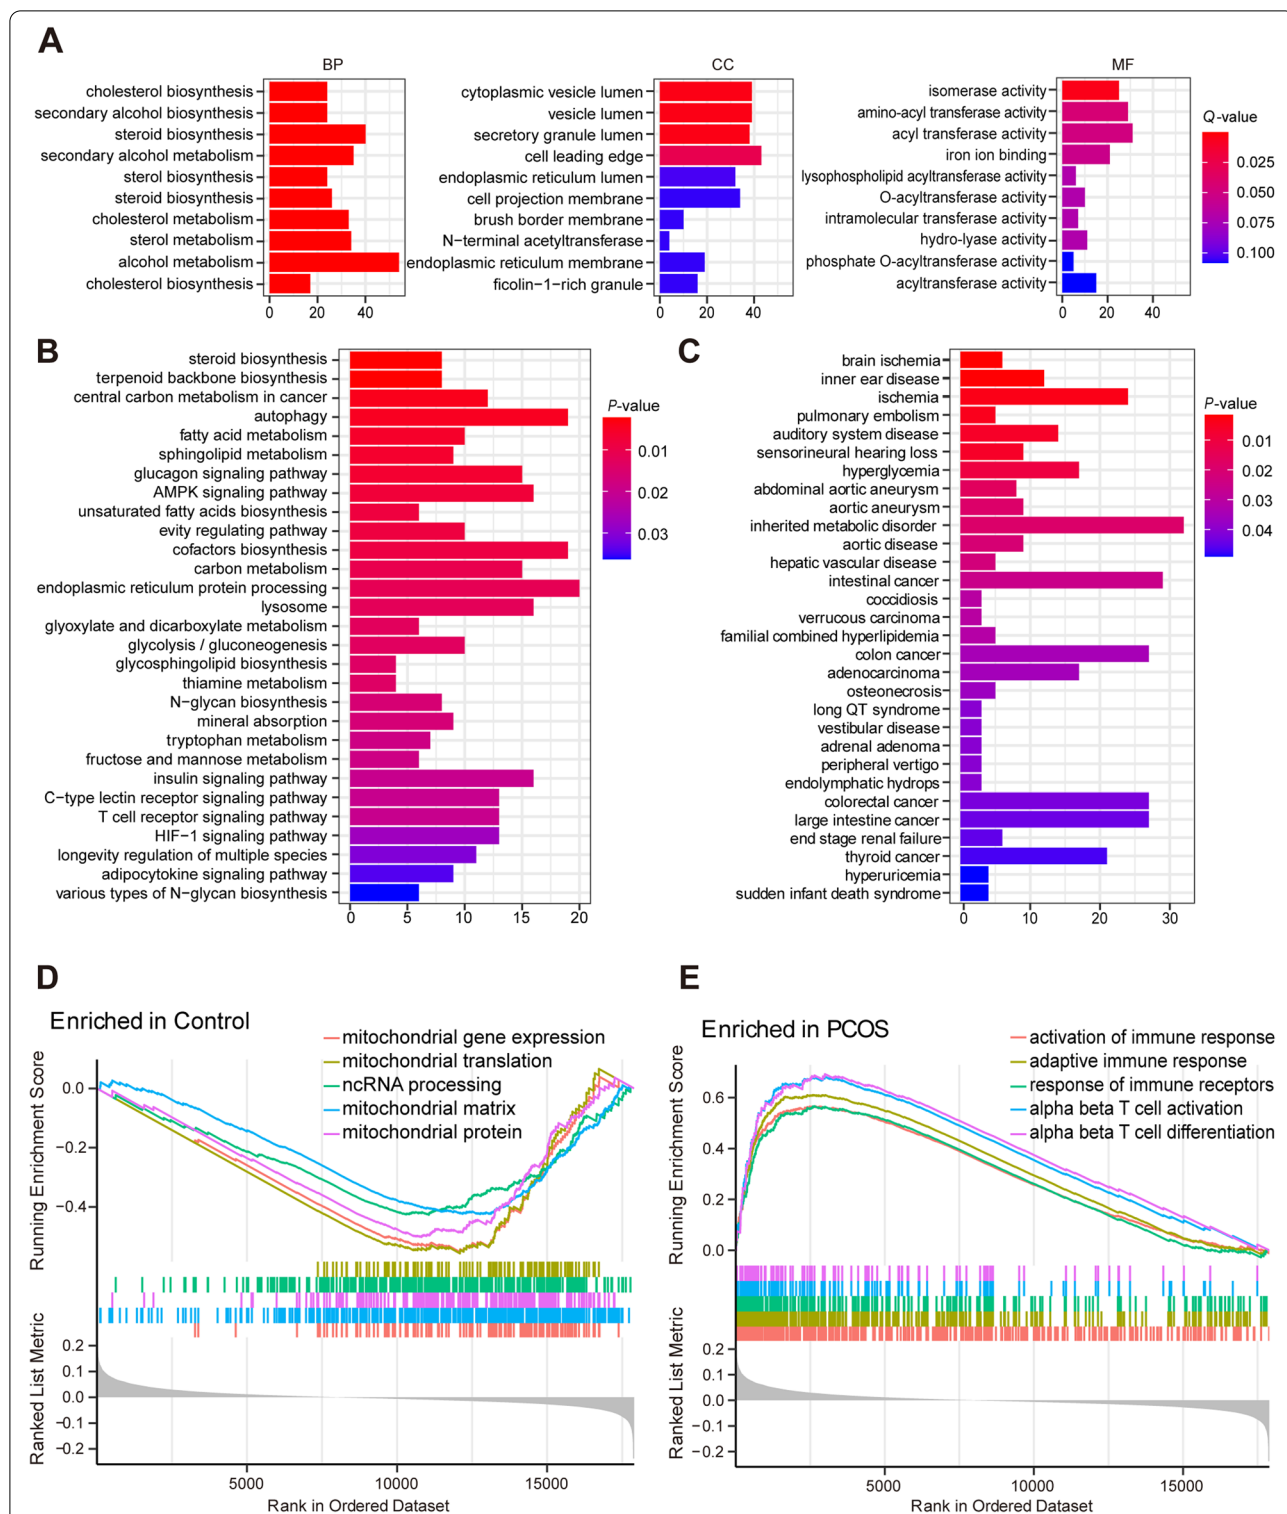 A
BP
cholesterol biosynthesis
secondary alcohol biosynthesis
steroid biosynthesis
secondary alcohol metabolism
sterol biosynthesis
steroid biosynthesis
cholesterol metabolism
sterol metabolism
alcohol metabolism
cholesterol biosynthesis
0 20 40
CC
cytoplasmic vesicle lumen
vesicle lumen
secretory granule lumen
cell leading edge
endoplasmic reticulum lumen
cell projection membrane
brush border membrane
N−terminal acetyltransferase
endoplasmic reticulum membrane
ficolin−1−rich granule
0 20 40
MF
isomerase activity
amino-acyl transferase activity
acyl transferase activity
iron ion binding
lysophospholipid acyltransferase activity
O-acyltransferase activity
intramolecular transferase activity
hydro-lyase activity
phosphate O-acyltransferase activity
acyltransferase activity
0 20 40
Q-value
0.025
0.050
0.075
0.100
B
steroid biosynthesis
terpenoid backbone biosynthesis
central carbon metabolism in cancer
autophagy
fatty acid metabolism
sphingolipid metabolism
glucagon signaling pathway
AMPK signaling pathway
unsaturated fatty acids biosynthesis
evity regulating pathway
cofactors biosynthesis
carbon metabolism
endoplasmic reticulum protein processing
lysosome
glyoxylate and dicarboxylate metabolism
glycolysis / gluconeogenesis
glycosphingolipid biosynthesis
thiamine metabolism
N−glycan biosynthesis
mineral absorption
tryptophan metabolism
fructose and mannose metabolism
insulin signaling pathway
C−type lectin receptor signaling pathway
T cell receptor signaling pathway
HIF−1 signaling pathway
longevity regulation of multiple species
adipocytokine signaling pathway
various types of N−glycan biosynthesis
0 5 10 15 20
P-value
0.01
0.02
0.03
C
brain ischemia
inner ear disease
ischemia
pulmonary embolism
auditory system disease
sensorineural hearing loss
hyperglycemia
abdominal aortic aneurysm
aortic aneurysm
inherited metabolic disorder
aortic disease
hepatic vascular disease
intestinal cancer
coccidiosis
verrucous carcinoma
familial combined hyperlipidemia
colon cancer
adenocarcinoma
osteonecrosis
long QT syndrome
vestibular disease
adrenal adenoma
peripheral vertigo
endolymphatic hydrops
colorectal cancer
large intestine cancer
end stage renal failure
thyroid cancer
hyperuricemia
sudden infant death syndrome
0 10 20 30
P-value
0.01
0.02
0.03
0.04
D
Enriched in Control
mitochondrial gene expression
mitochondrial translation
ncRNA processing
mitochondrial matrix
mitochondrial protein
Running Enrichment Score
0.0
−0.2
−0.4
Ranked List Metric
0.2
0.1
0.0
−0.1
−0.2
5000 10000 15000
Rank in Ordered Dataset
E
Enriched in PCOS
activation of immune response
adaptive immune response
response of immune receptors
alpha beta T cell activation
alpha beta T cell differentiation
Running Enrichment Score
0.6
0.4
0.2
0.0
Ranked List Metric
0.2
0.1
0.0
−0.1
−0.2
5000 10000 15000
Rank in Ordered Dataset